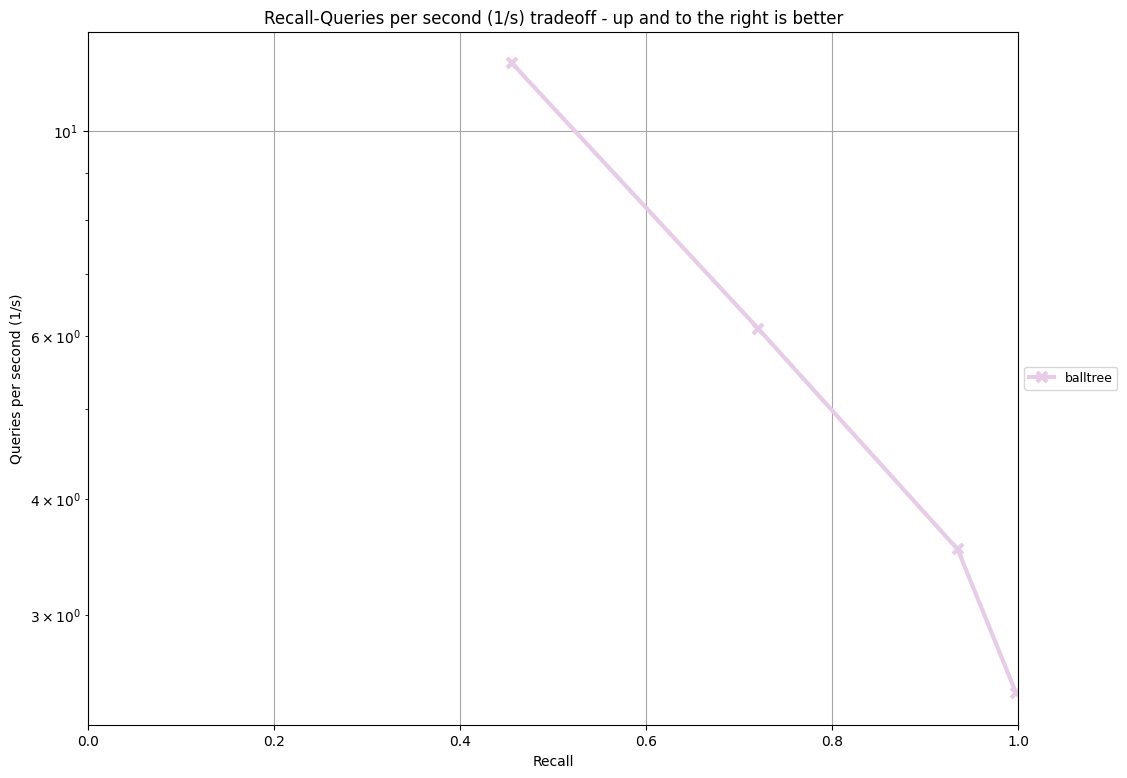 Recall-Queries per second (1/s) tradeoff - up and to the right is better
10¹
6 × 10⁰
4 × 10⁰
3 × 10⁰
Queries per second (1/s)
balltree
0.0 0.2 0.4 0.6 0.8 1.0
Recall